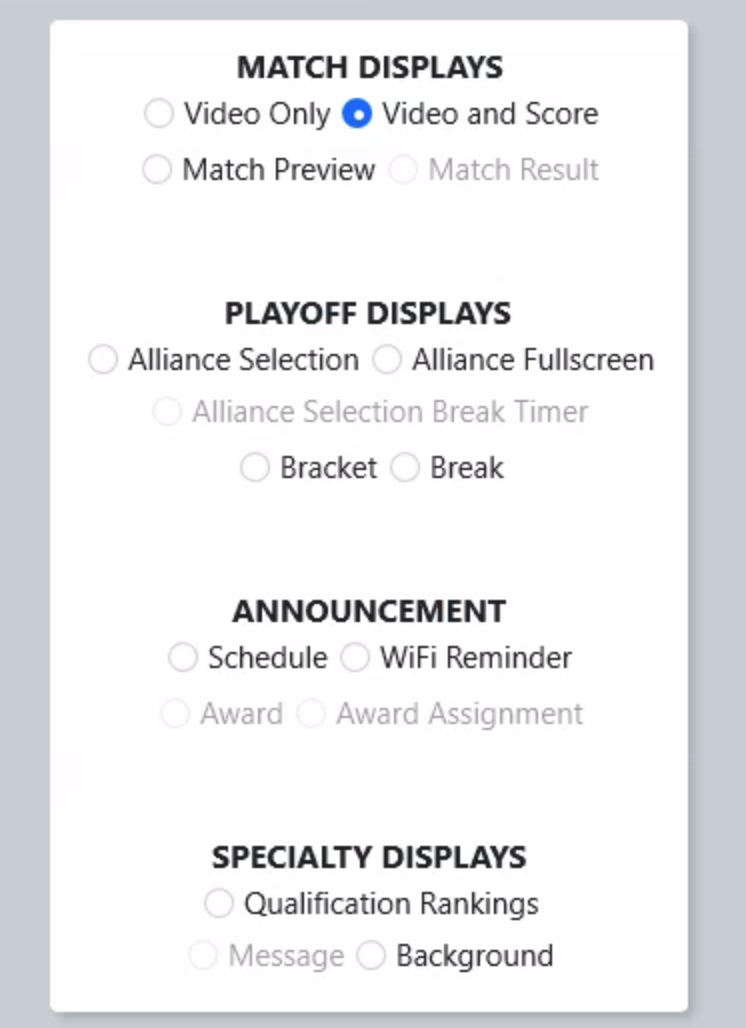 MATCH DISPLAYS
Video Only Video and Score
Match Preview Match Result
PLAYOFF DISPLAYS
Alliance Selection Alliance Fullscreen
Alliance Selection Break Timer
Bracket Break
ANNOUNCEMENT
Schedule WiFi Reminder
Award Award Assignment
SPECIALTY DISPLAYS
Qualification Rankings
Message Background